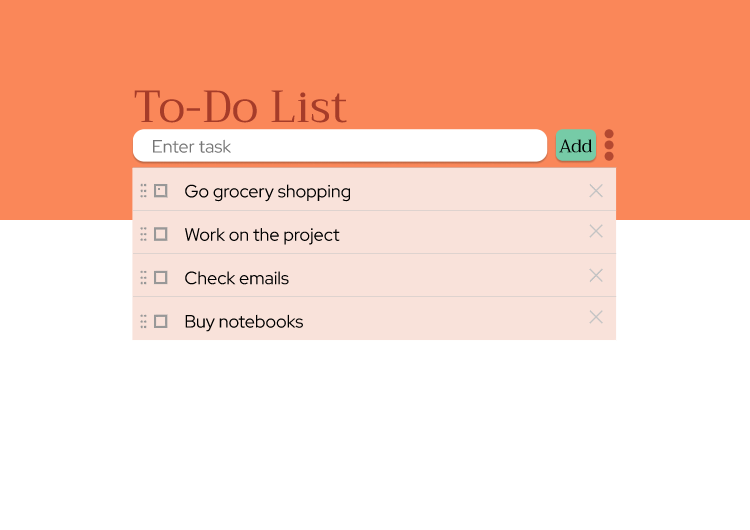 To-Do List
Enter task
Add
Go grocery shopping
Work on the project
Check emails
Buy notebooks